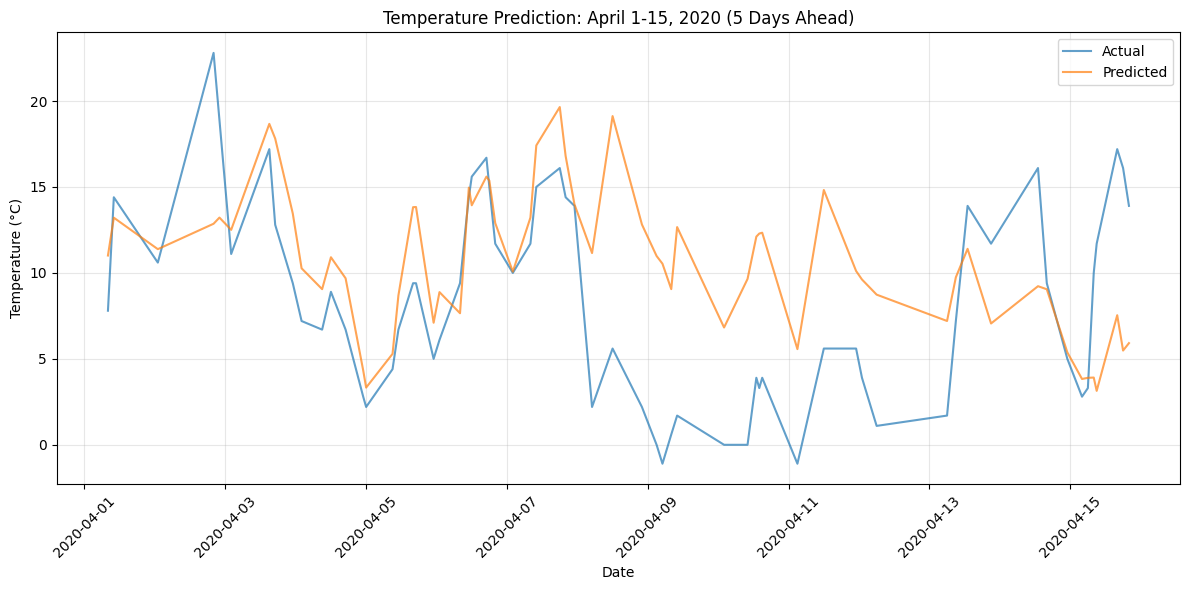 Temperature Prediction: April 1-15, 2020 (5 Days Ahead)
Actual
Predicted
Temperature (°C)
20
15
10
5
0
2020-04-01
2020-04-03
2020-04-05
2020-04-07
2020-04-09
2020-04-11
2020-04-13
2020-04-15
Date